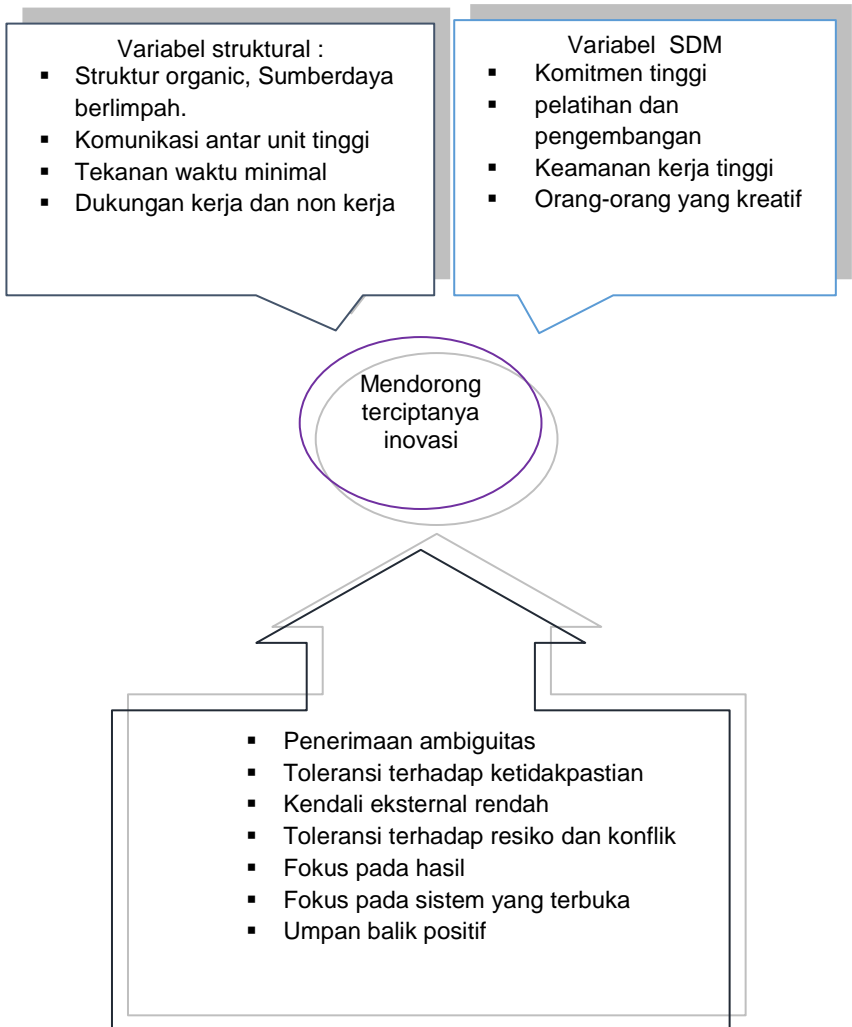 Variabel struktural :
▪ Struktur organic, Sumberdaya
berlimpah.
▪ Komunikasi antar unit tinggi
▪ Tekanan waktu minimal
▪ Dukungan kerja dan non kerja
Variabel SDM
▪ Komitmen tinggi
▪ pelatihan dan
pengembangan
▪ Keamanan kerja tinggi
▪ Orang-orang yang kreatif
Mendorong
terciptanya
inovasi
▪ Penerimaan ambiguitas
▪ Toleransi terhadap ketidakpastian
▪ Kendali eksternal rendah
▪ Toleransi terhadap resiko dan konflik
▪ Fokus pada hasil
▪ Fokus pada sistem yang terbuka
▪ Umpan balik positif